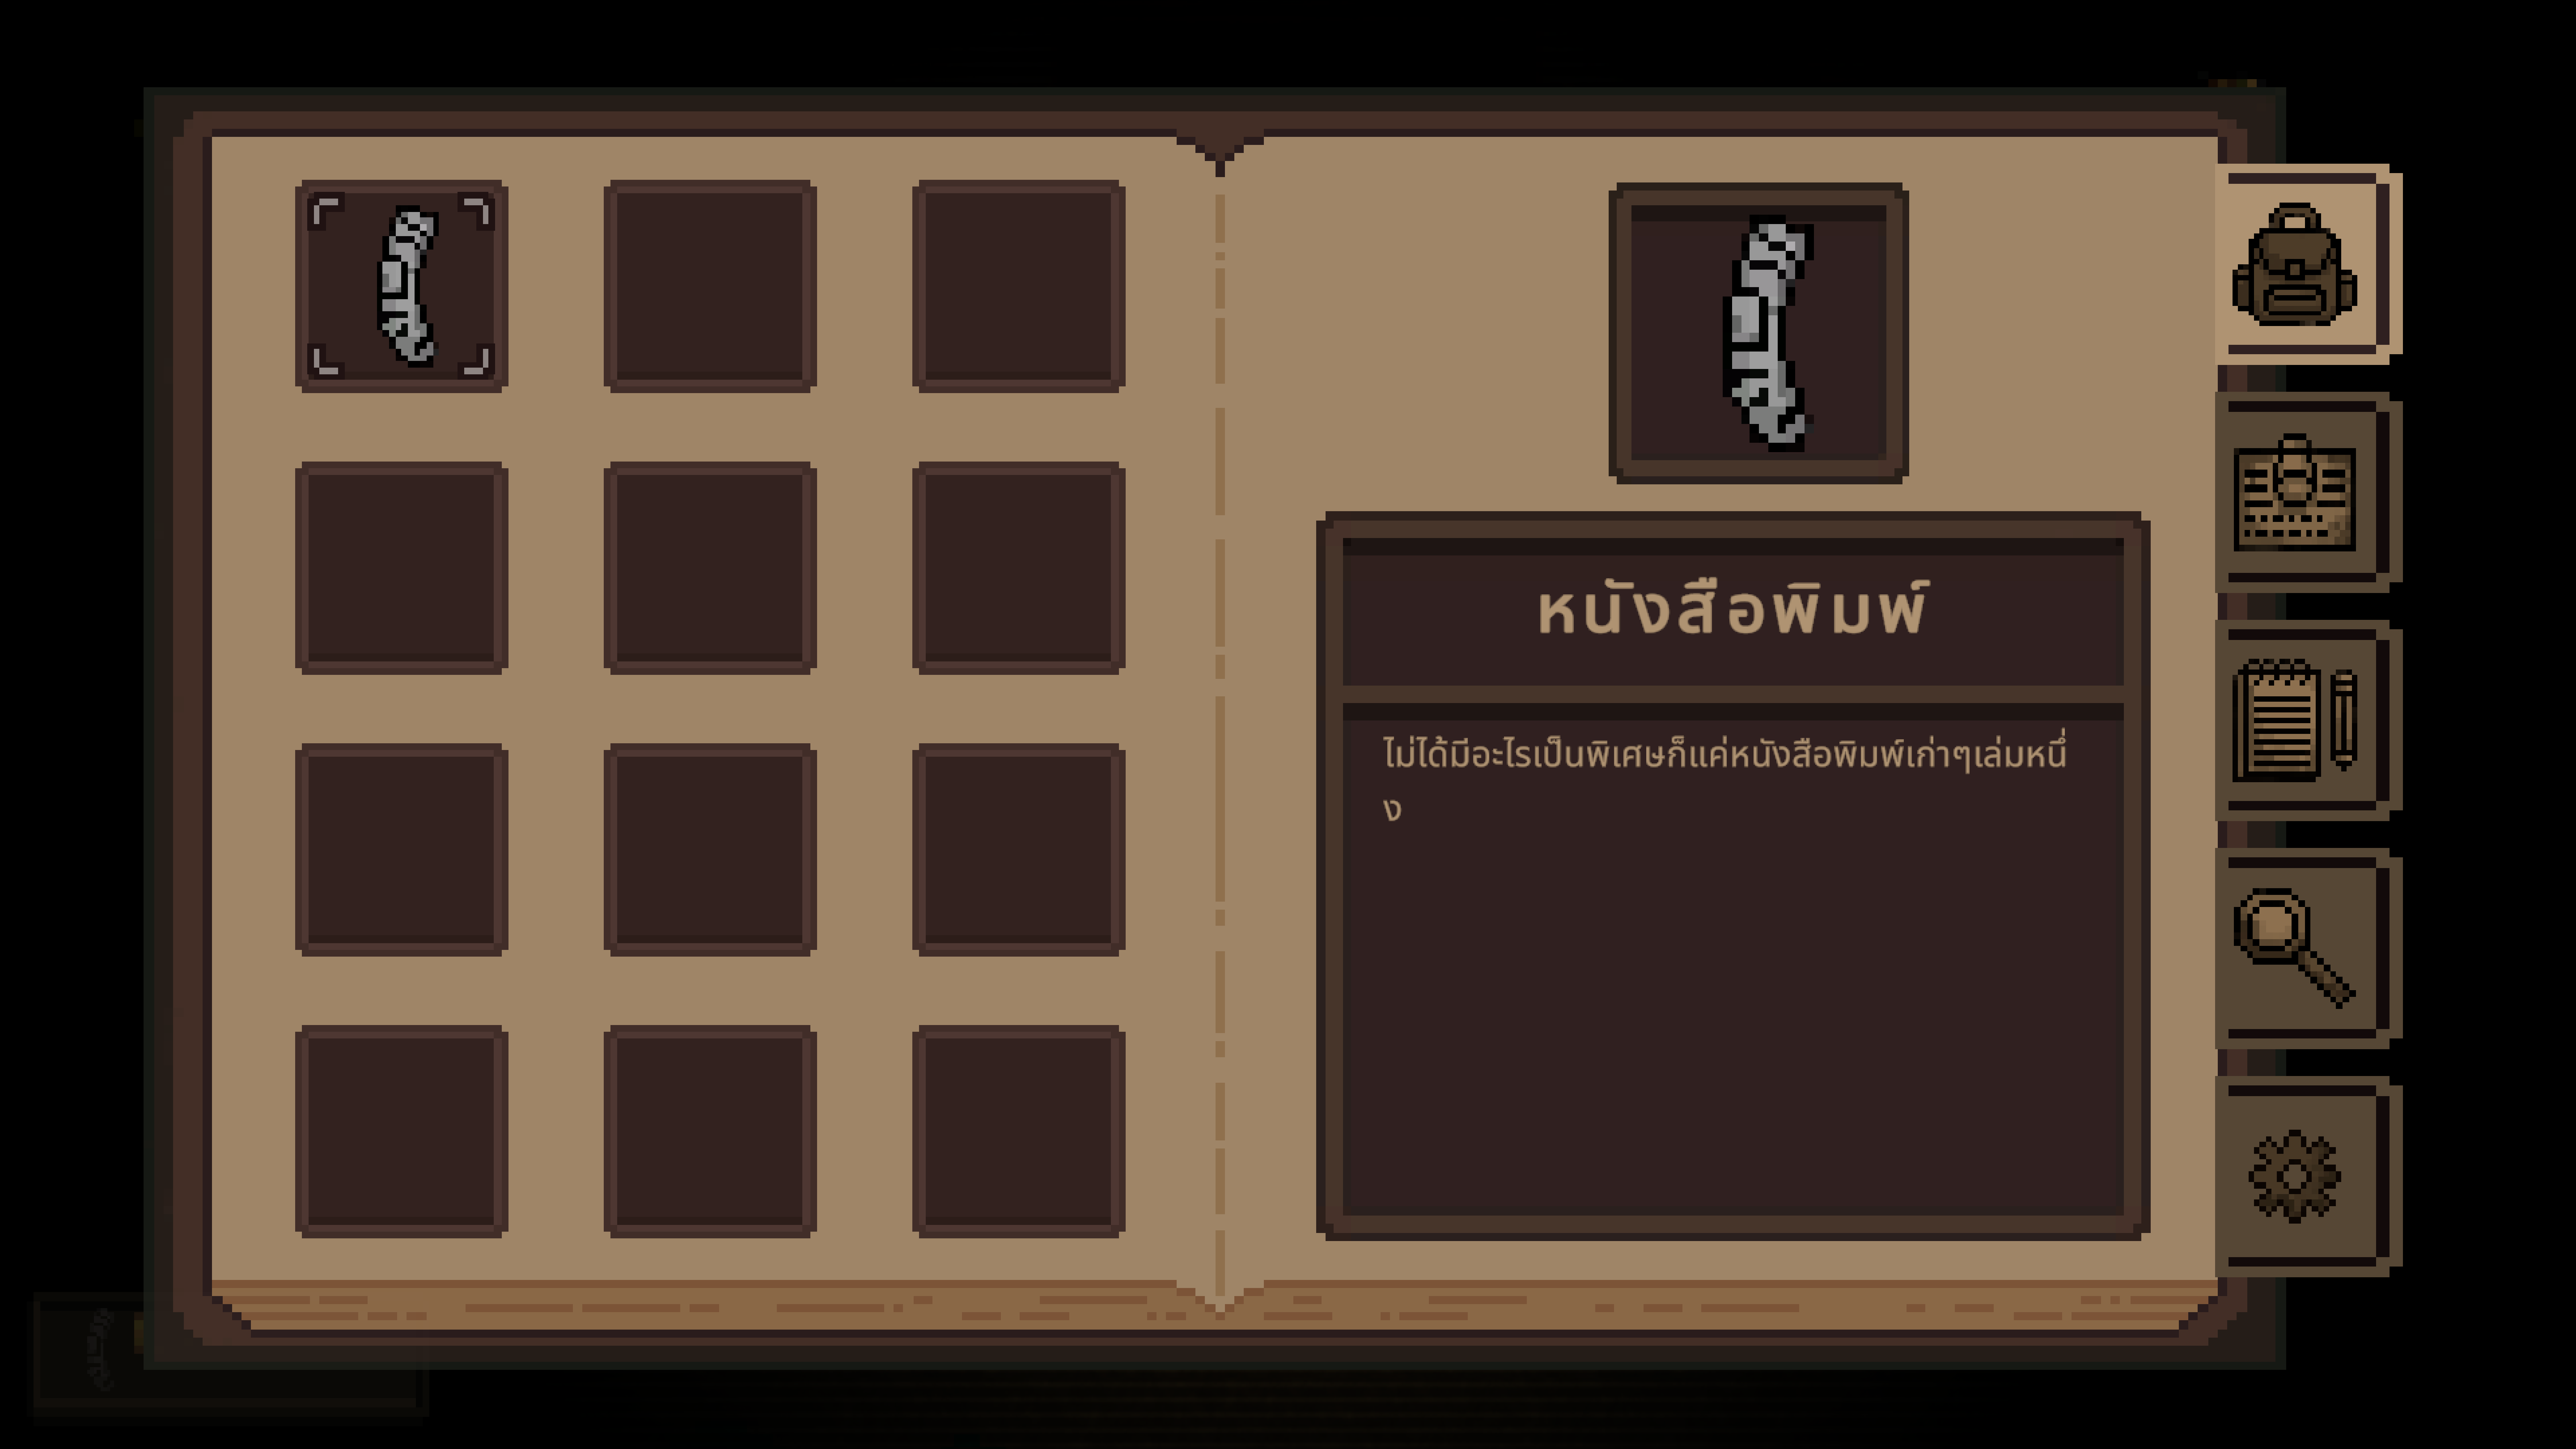 หนังสือพิมพ์
ไม่ได้มีอะไรเป็นพิเศษก็แค่หนังสือพิมพ์เก่าๆเล่มหนึ่
ง